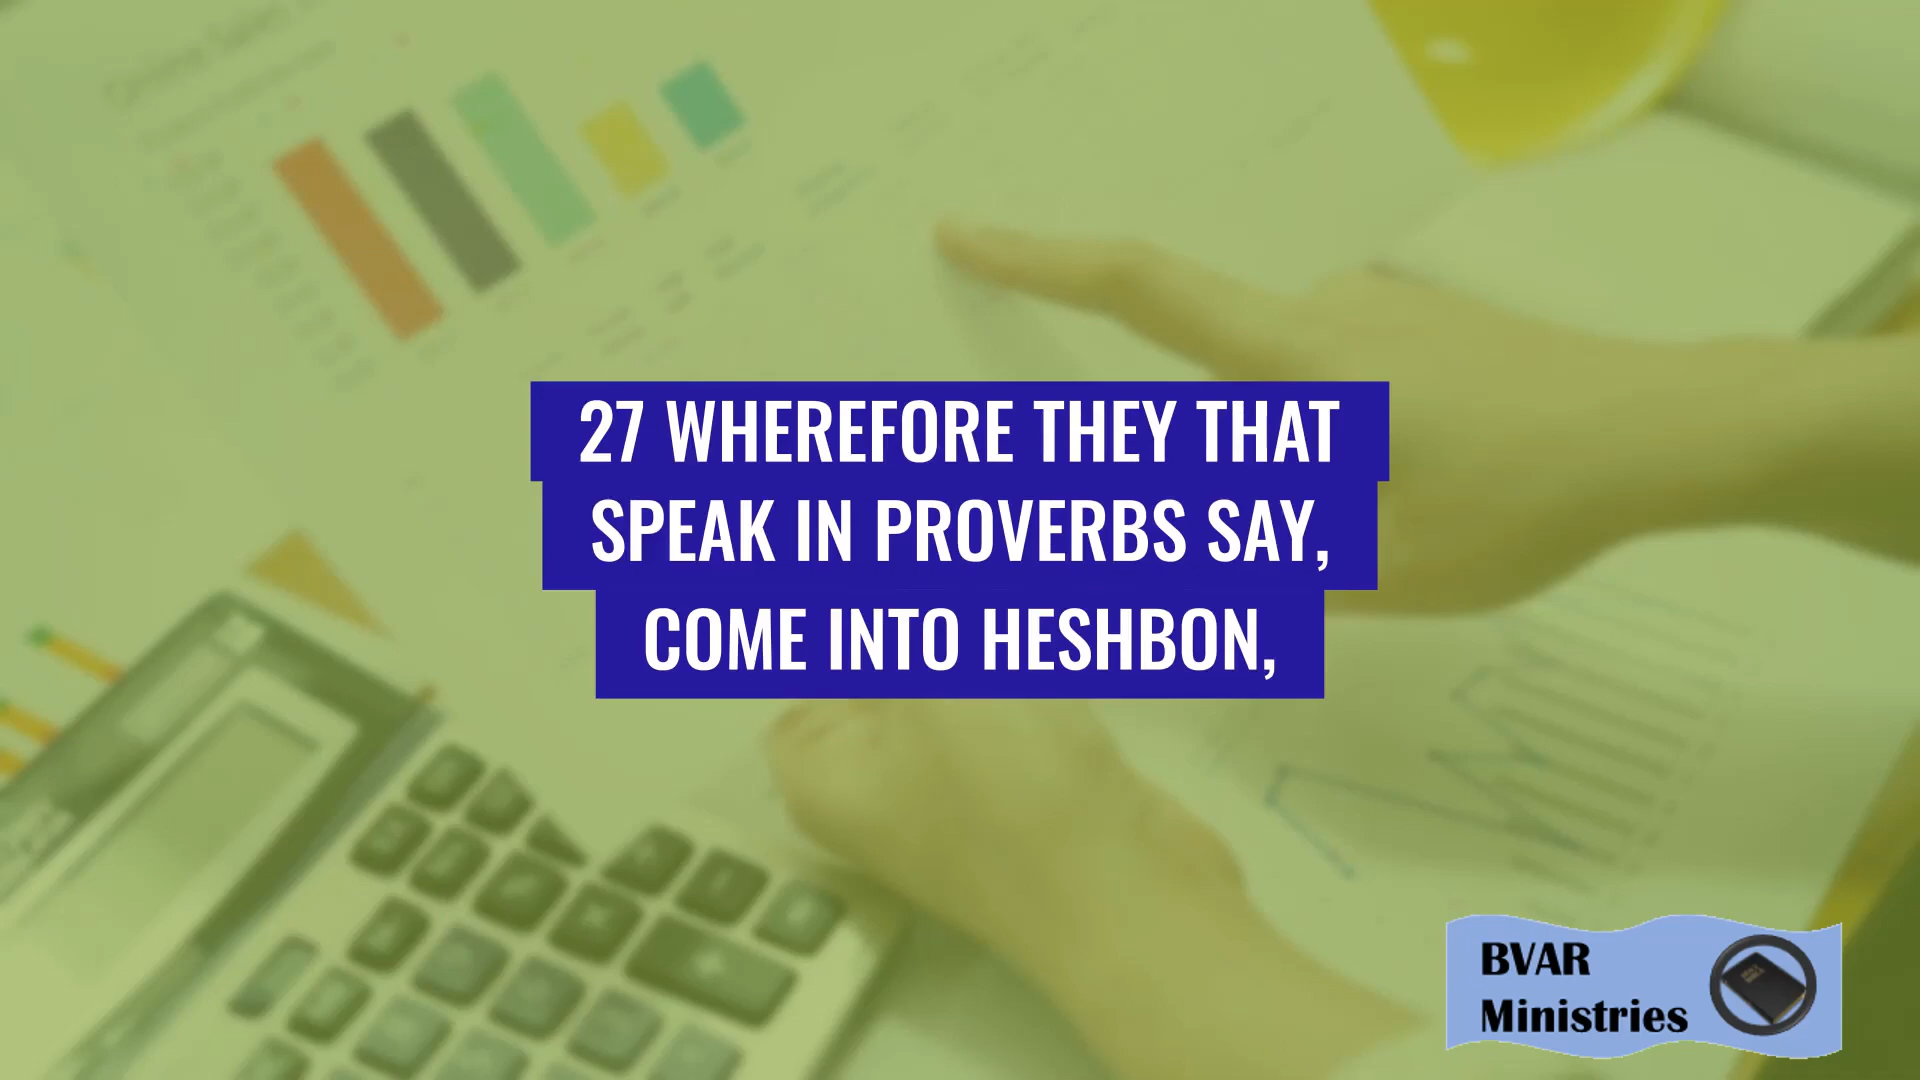 27 WHEREFORE THEY THAT
SPEAK IN PROVERBS SAY,
COME INTO HESHBON,
BVAR
Ministries